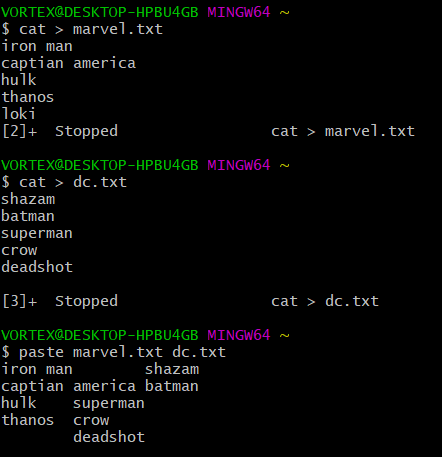 VORTEX@DESKTOP-HPBU4GB MINGW64 ~
$ cat > marvel.txt
iron man
captian america
hulk
thanos
loki
[2]+  Stopped                 cat > marvel.txt
VORTEX@DESKTOP-HPBU4GB MINGW64 ~
$ cat > dc.txt
shazam
batman
superman
crow
deadshot
[3]+  Stopped                 cat > dc.txt
VORTEX@DESKTOP-HPBU4GB MINGW64 ~
$ paste marvel.txt dc.txt
iron man        shazam
captian america batman
hulk    superman
thanos  crow
        deadshot